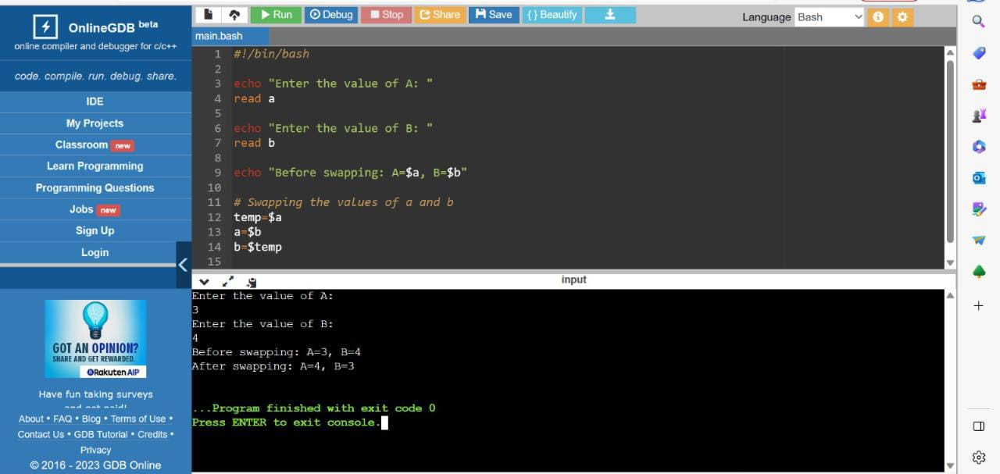 OnlineGDB beta
online compiler and debugger for c/c++
code. compile. run. debug. share.
IDE
My Projects
Classroom new
Learn Programming
Programming Questions
Jobs new
Sign Up
Login
GOT AN OPINION?
SHARE AND GET REWARDED.
Rakuten AIP
Have fun taking surveys
and get paid!
About • FAQ • Blog • Terms of Use •
Contact Us • GDB Tutorial • Credits •
Privacy
© 2016 - 2023 GDB Online
Run Debug Stop Share Save { } Beautify
Language Bash
main.bash
1 #!/bin/bash
2
3 echo "Enter the value of A: "
4 read a
5
6 echo "Enter the value of B: "
7 read b
8
9 echo "Before swapping: A=$a, B=$b"
10
11 # Swapping the values of a and b
12 temp=$a
13 a=$b
14 b=$temp
15
input
Enter the value of A:
3
Enter the value of B:
4
Before swapping: A=3, B=4
After swapping: A=4, B=3
...Program finished with exit code 0
Press ENTER to exit console.